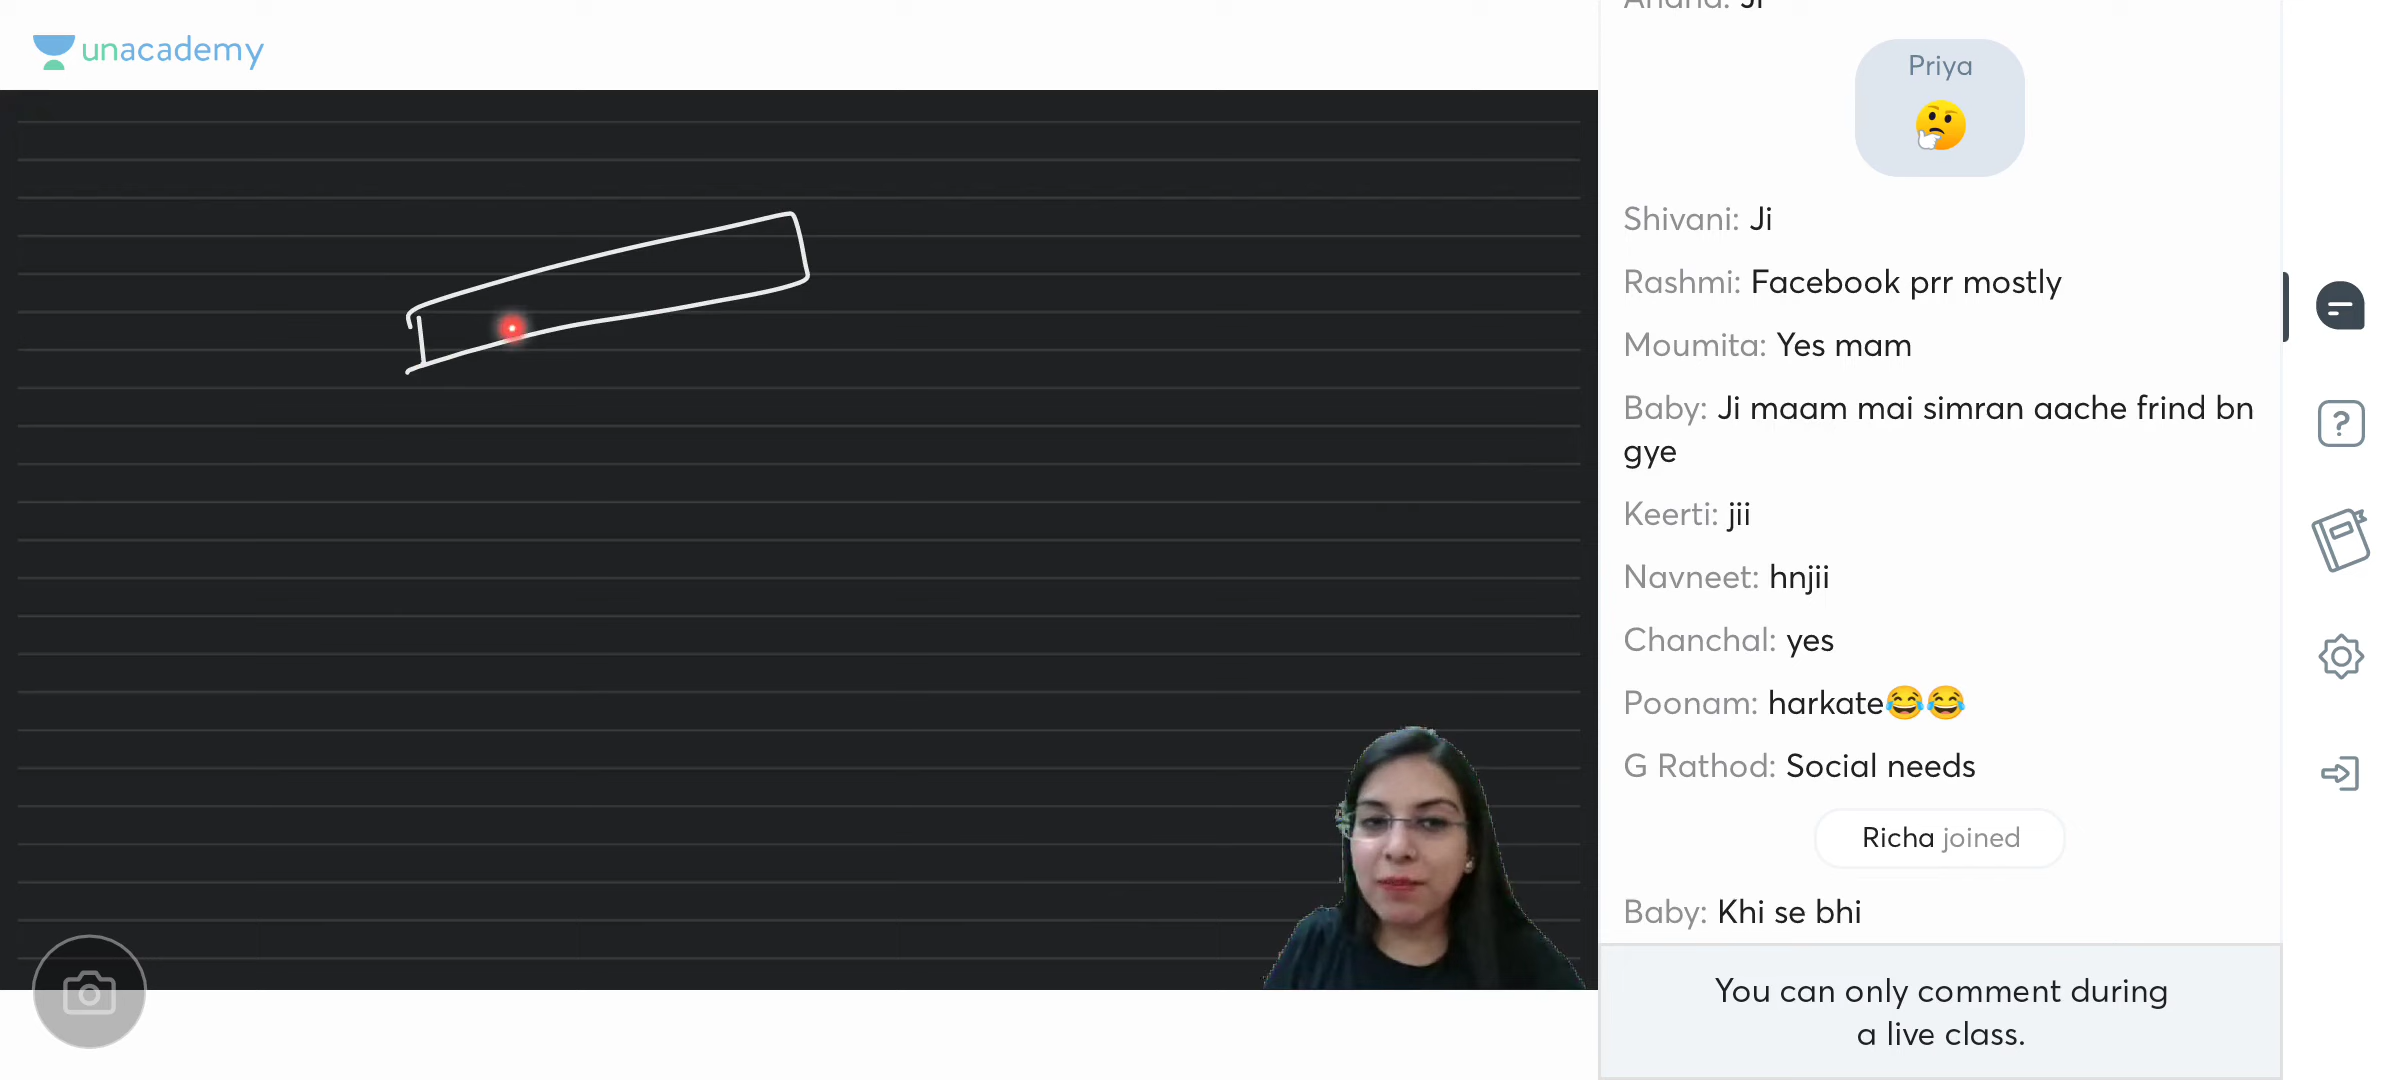 unacademy
Priya
Shivani: Ji
Rashmi: Facebook prr mostly
Moumita: Yes mam
Baby: Ji maam mai simran aache frind bn
gye
Keerti: jii
Navneet: hnjii
Chanchal: yes
Poonam: harkate😂😂
G Rathod: Social needs
Richa joined
Baby: Khi se bhi
You can only comment during
a live class.